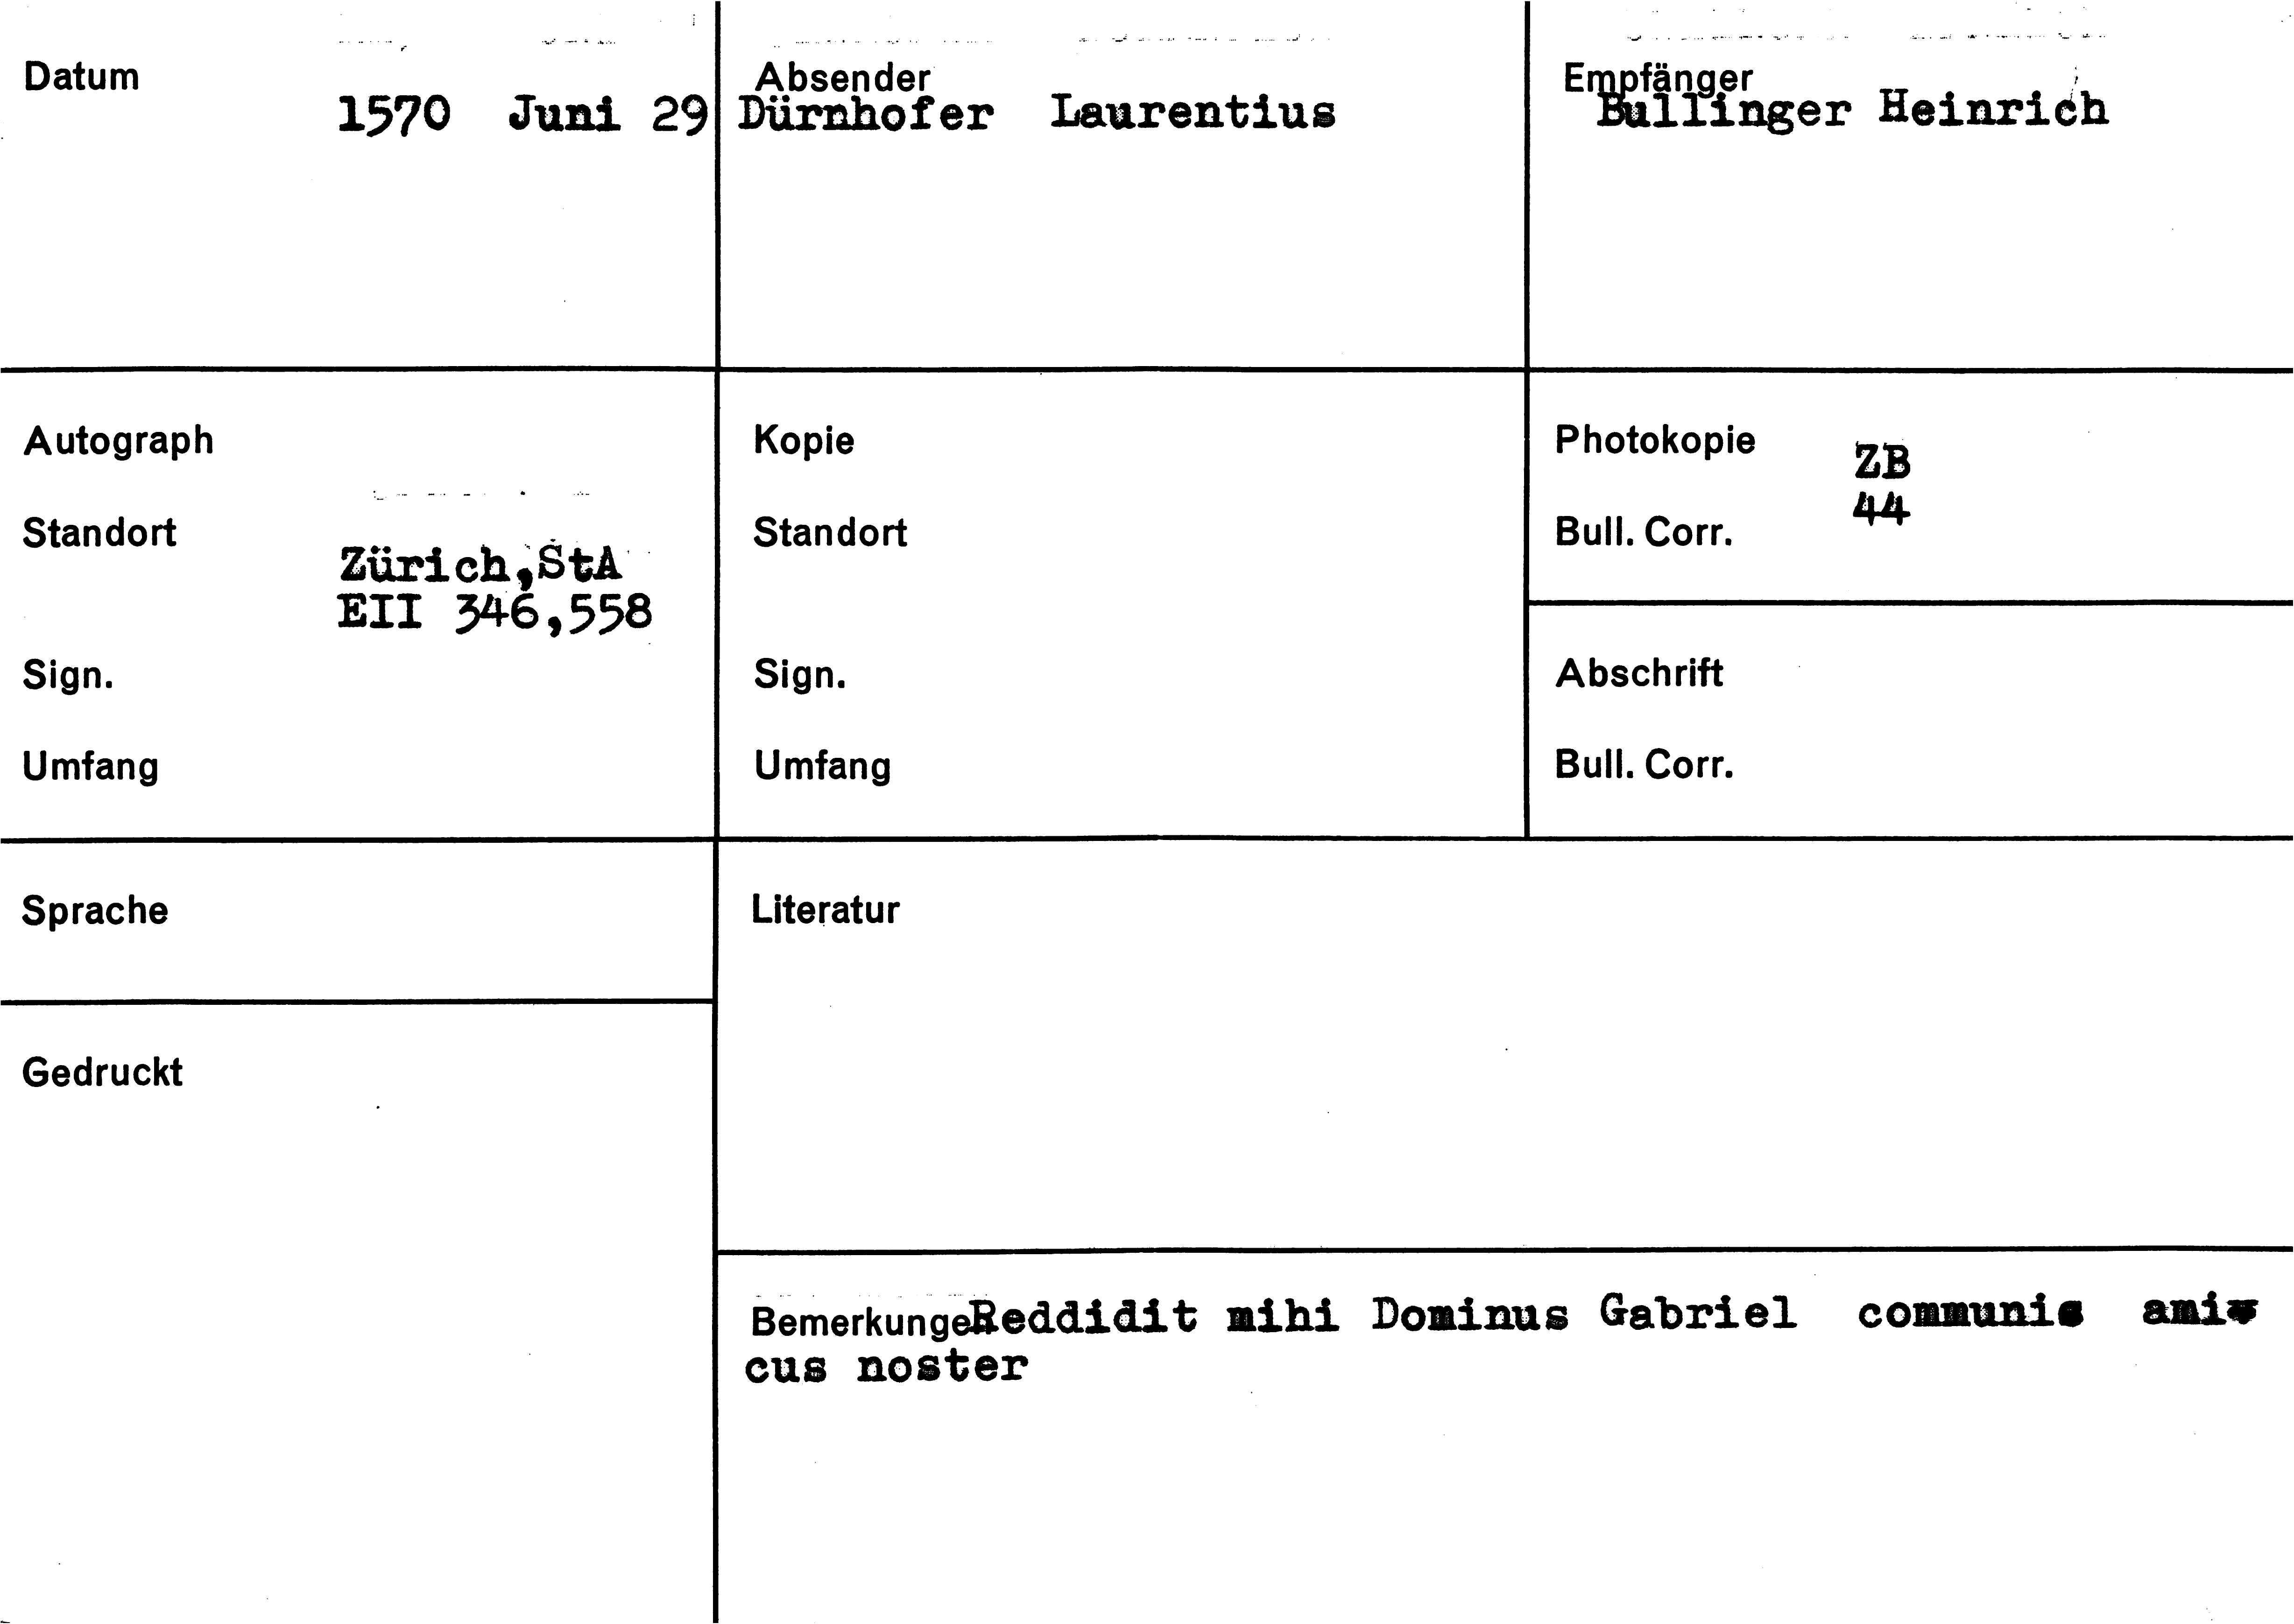 Datum
1570 Juni 29
Absender
Dürnhofer Laurentius
Empfänger
Bullinger Heinrich
Autograph
Standort
Zürich,StA
EII 346,558
Sign.
Umfang
Kopie
Standort
Sign.
Umfang
Photokopie ZB
Bull. Corr. 44
Abschrift
Bull. Corr.
Sprache
Gedruckt
Literatur
Bemerkungen Reddidit mihi Dominus Gabriel communis ami-
cus noster